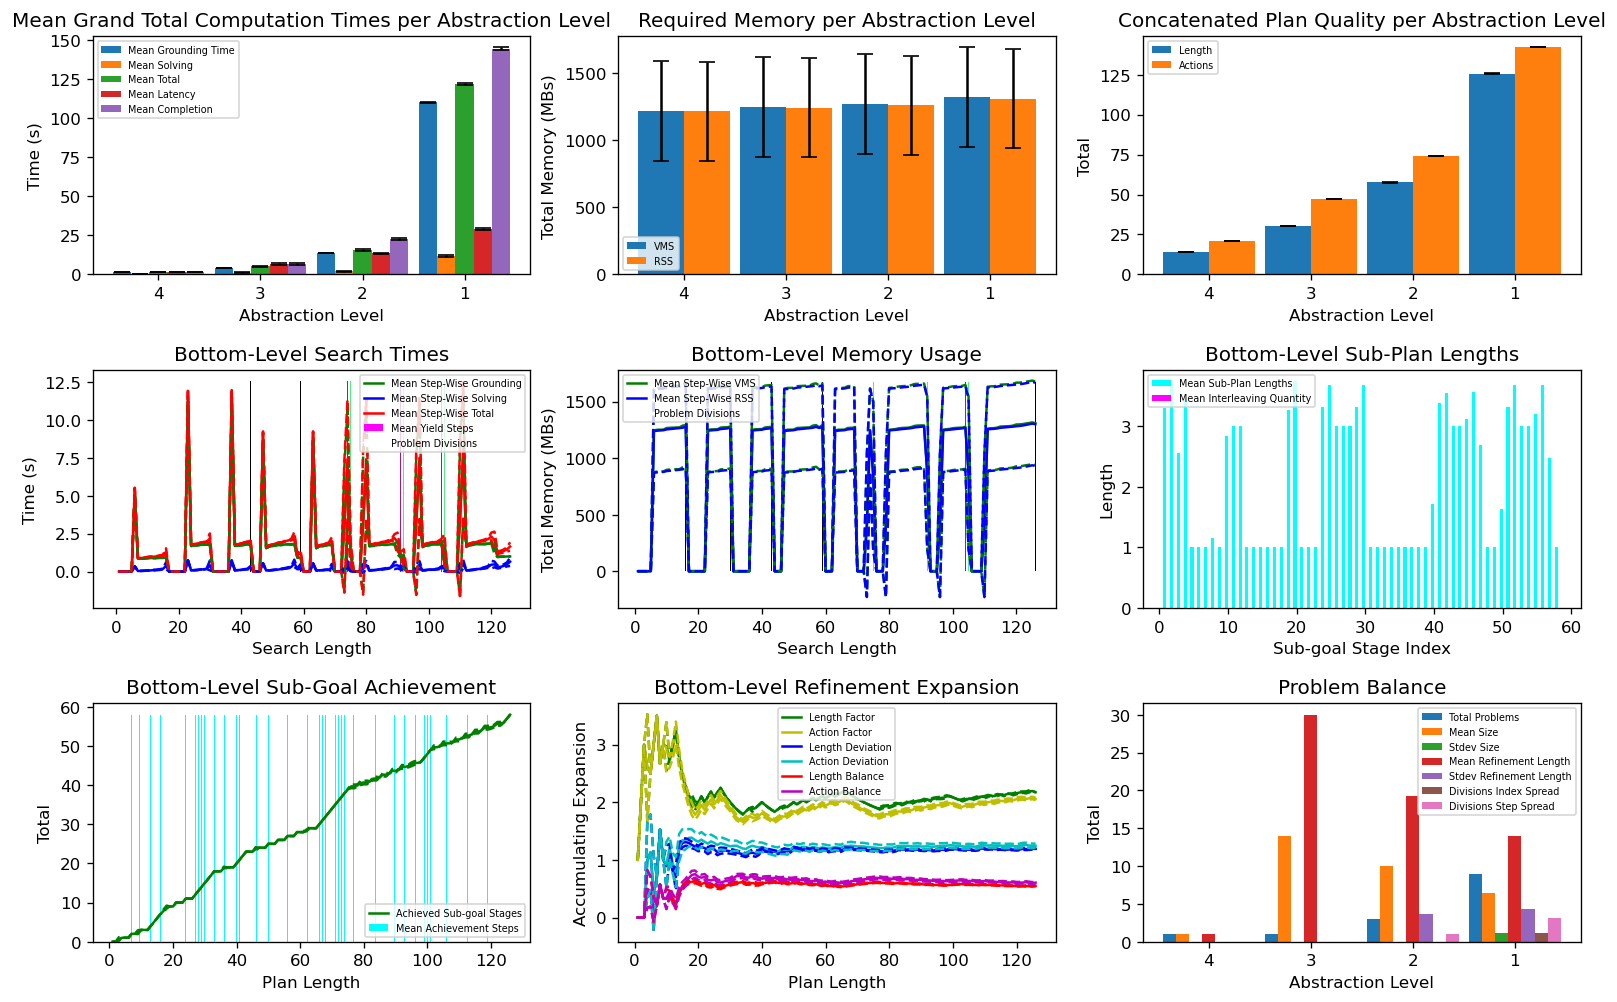 Mean Grand Total Computation Times per Abstraction Level
Time (s)
150
125
100
75
50
25
0
Mean Grounding Time
Mean Solving
Mean Total
Mean Latency
Mean Completion
4 3 2 1
Abstraction Level
Required Memory per Abstraction Level
Total Memory (MBs)
1500
1000
500
0
VMS
RSS
4 3 2 1
Abstraction Level
Concatenated Plan Quality per Abstraction Level
Total
125
100
75
50
25
0
Length
Actions
4 3 2 1
Abstraction Level
Bottom-Level Search Times
Time (s)
12.5
10.0
7.5
5.0
2.5
0.0
Mean Step-Wise Grounding
Mean Step-Wise Solving
Mean Step-Wise Total
Mean Yield Steps
Problem Divisions
0 20 40 60 80 100 120
Search Length
Bottom-Level Memory Usage
Total Memory (MBs)
1500
1000
500
0
Mean Step-Wise VMS
Mean Step-Wise RSS
Problem Divisions
0 20 40 60 80 100 120
Search Length
Bottom-Level Sub-Plan Lengths
Length
3
2
1
0
Mean Sub-Plan Lengths
Mean Interleaving Quantity
0 10 20 30 40 50 60
Sub-goal Stage Index
Bottom-Level Sub-Goal Achievement
Total
60
50
40
30
20
10
0
Achieved Sub-goal Stages
Mean Achievement Steps
0 20 40 60 80 100 120
Plan Length
Bottom-Level Refinement Expansion
Accumulating Expansion
3
2
1
0
Length Factor
Action Factor
Length Deviation
Action Deviation
Length Balance
Action Balance
0 20 40 60 80 100 120
Plan Length
Problem Balance
Total
30
25
20
15
10
5
0
Total Problems
Mean Size
Stdev Size
Mean Refinement Length
Stdev Refinement Length
Divisions Index Spread
Divisions Step Spread
4 3 2 1
Abstraction Level